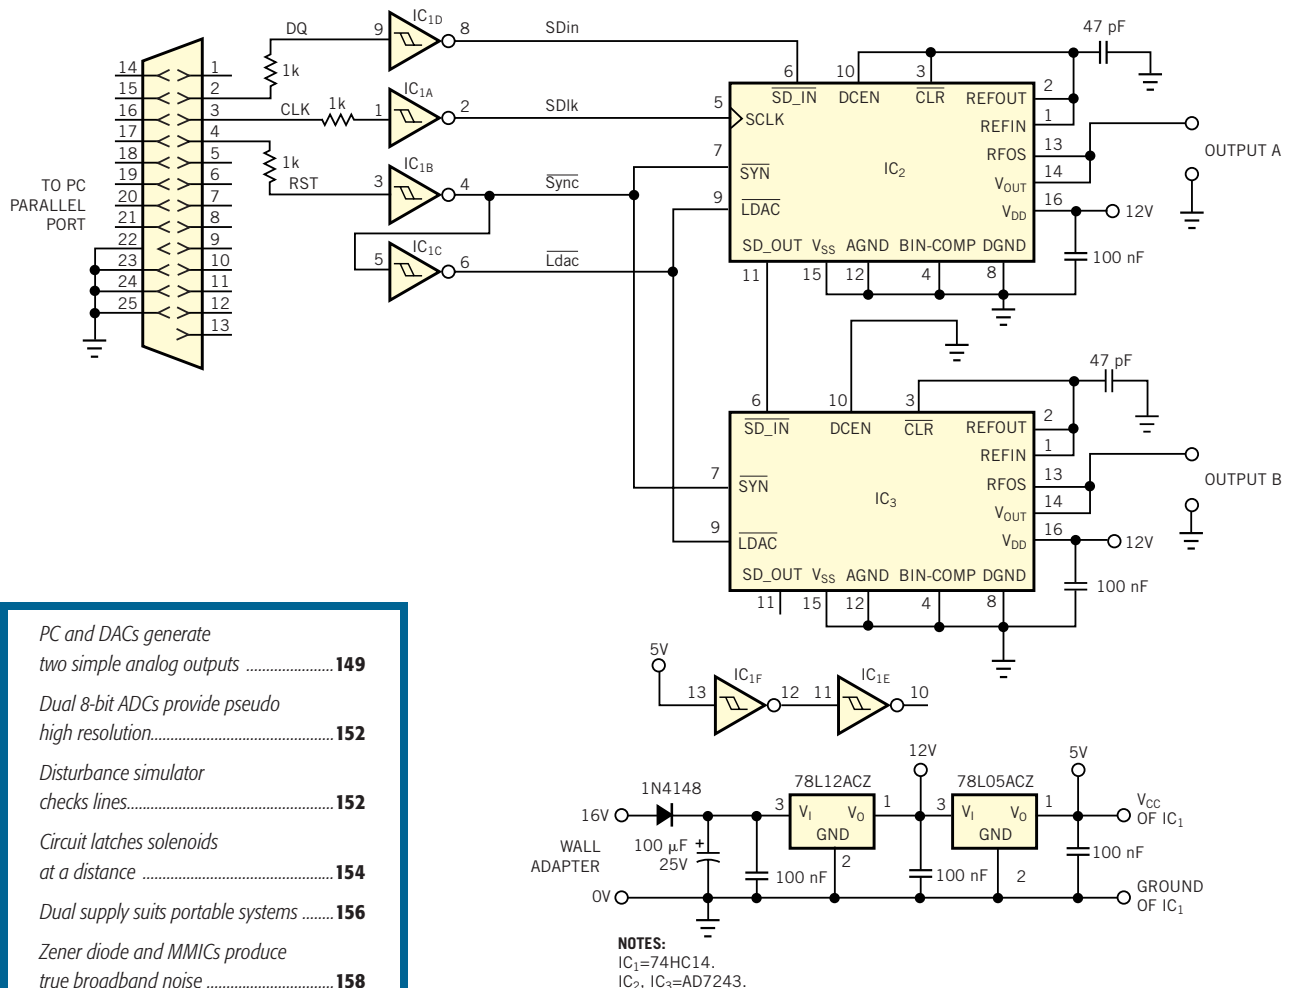 DQ
9
IC1D
8
SDin
1k
CLK
1k
1
IC1A
2
SDlk
1k
RST
3
IC1B
4
Sync
5
IC1C
6
Ldac
14
15
16
17
18
19
20
21
22
23
24
25
1
2
3
4
5
6
7
8
9
10
11
12
13
TO PC
PARALLEL
PORT
47 pF
6
10
3
SD_IN DCEN CLR REFOUT
2
REFIN
1
5
SCLK
7
SYN
9
LDAC
IC2
RFOS
13
VOUT
14
VDD
16
12V
OUTPUT A
SD_OUT VSS AGND BIN-COMP DGND
11
15
12
4
8
100 nF
47 pF
6
10
3
SD_IN DCEN CLR REFOUT
2
REFIN
1
7
SYN
9
LDAC
IC3
RFOS
13
VOUT
14
VDD
16
12V
OUTPUT B
SD_OUT VSS AGND BIN-COMP DGND
11
15
12
4
8
100 nF
5V
13
IC1F
12
11
IC1E
10
16V
1N4148
WALL
ADAPTER
0V
100 µF
+
25V
100 nF
78L12ACZ
3
VI VO
GND
1
2
12V
100 nF
78L05ACZ
3
VI VO
GND
1
2
5V
100 nF
VCC
OF IC1
GROUND
OF IC1
NOTES:
IC1=74HC14.
IC2, IC3=AD7243.
PC and DACs generate
two simple analog outputs ......................149
Dual 8-bit ADCs provide pseudo
high resolution..............................................152
Disturbance simulator
checks lines....................................................152
Circuit latches solenoids
at a distance ................................................154
Dual supply suits portable systems ........156
Zener diode and MMICs produce
true broadband noise ................................158